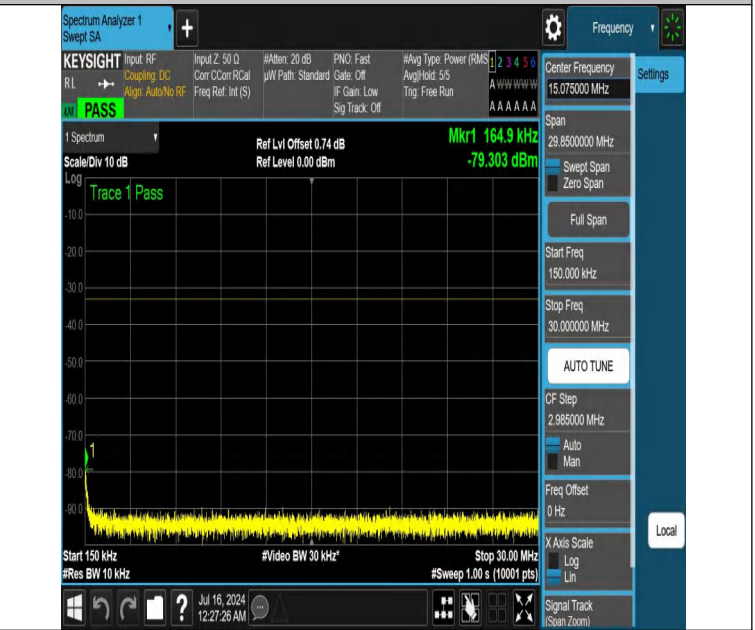 Spectrum Analyzer 1
Swept SA
+
Frequency
KEYSIGHT
RL
PASS
Input: RF
Coupling: DC
Align: Auto/No RF
Input Z: 50 Ω
Corr CCorr RCal
Freq Ref: Int (S)
#Atten: 20 dB
µW Path: Standard
PNO: Fast
Gate: Off
IF Gain: Low
Sig Track: Off
#Avg Type: Power (RMS
Avg|Hold: 5/5
Trig: Free Run
1 2 3 4 5 6
A W W W W W
A A A A A A
1 Spectrum
Scale/Div 10 dB
Ref Lvl Offset 0.74 dB
Ref Level 0.00 dBm
Mkr1 164.9 kHz
-79.303 dBm
Log
Trace 1 Pass
-10.0
-20.0
-30.0
-40.0
-50.0
-60.0
-70.0
1
-80.0
-90.0
Start 150 kHz
#Video BW 30 kHz*
Stop 30.00 MHz
#Res BW 10 kHz
#Sweep 1.00 s (10001 pts)
?
Jul 16, 2024
12:27:26 AM
Center Frequency
15.075000 MHz
Settings
Span
29.8500000 MHz
Swept Span
Zero Span
Full Span
Start Freq
150.000 kHz
Stop Freq
30.000000 MHz
AUTO TUNE
CF Step
2.985000 MHz
Auto
Man
Freq Offset
0 Hz
X Axis Scale
Log
Lin
Local
Signal Track
(Span Zoom)